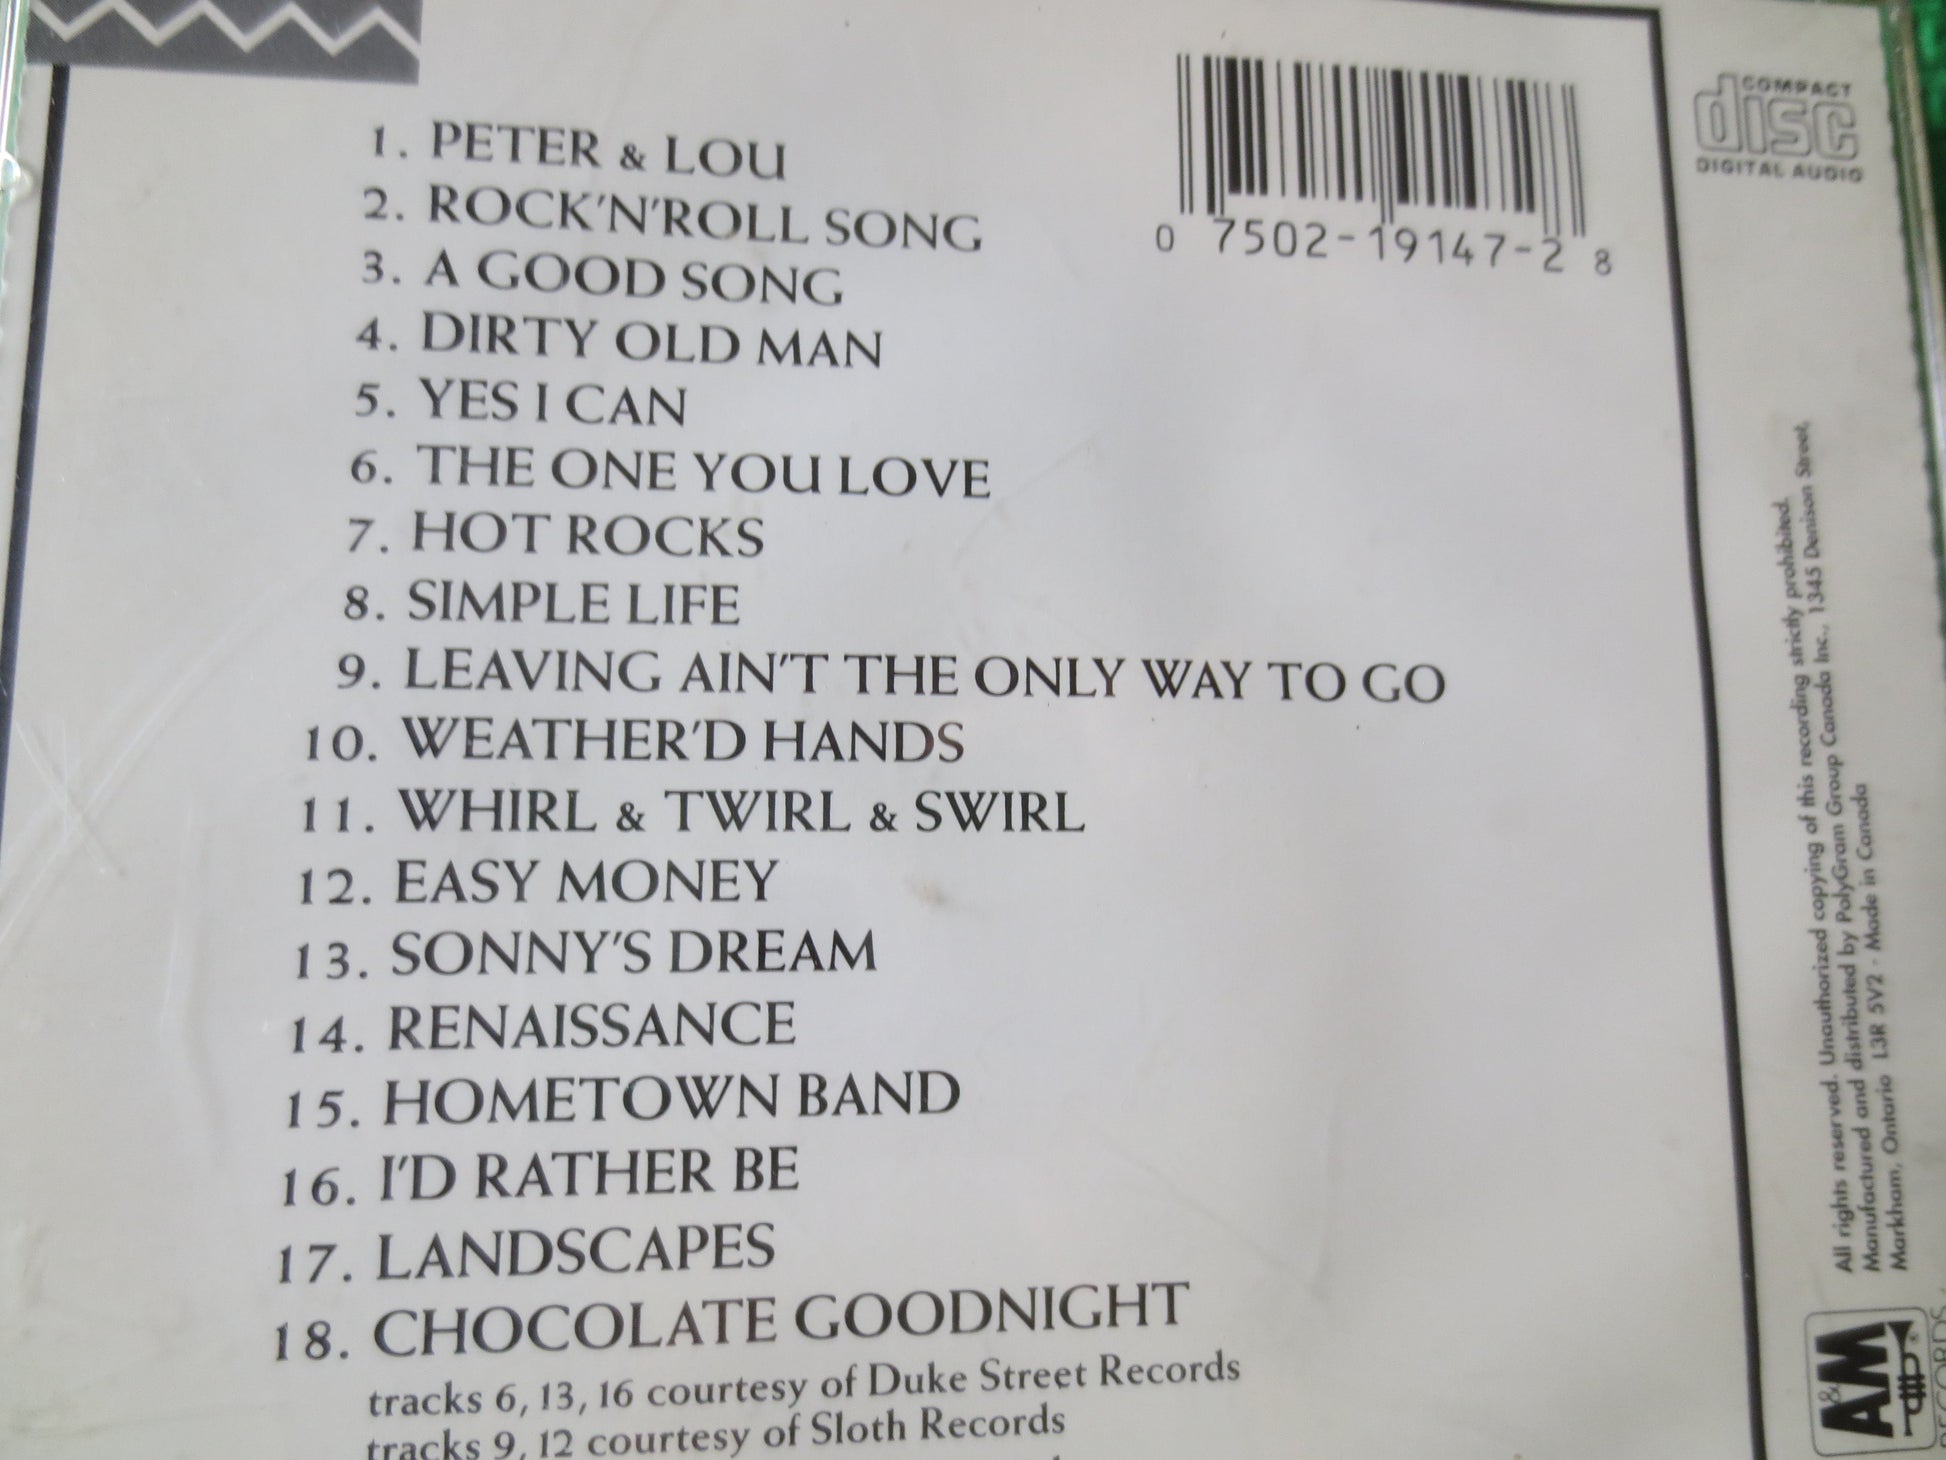 1. PETER & LOU
2. ROCK'N'ROLL SONG
3. A GOOD SONG
4. DIRTY OLD MAN
5. YES I CAN
6. THE ONE YOU LOVE
7. HOT ROCKS
8. SIMPLE LIFE
9. LEAVING AIN'T THE ONLY WAY TO GO
10. WEATHER'D HANDS
11. WHIRL & TWIRL & SWIRL
12. EASY MONEY
13. SONNY'S DREAM
14. RENAISSANCE
15. HOMETOWN BAND
16. I'D RATHER BE
17. LANDSCAPES
18. CHOCOLATE GOODNIGHT
tracks 6, 13, 16 courtesy of Duke Street Records
tracks 9, 12 courtesy of Sloth Records
0 7502-19147-2 8
COMPACT
disc
DIGITAL AUDIO
All rights reserved. Unauthorized copying of this recording strictly prohibited.
Manufactured and distributed by PolyGram Group Canada Inc., 1345 Denison Street,
Markham, Ontario L3R 5V2 - Made in Canada
A&M
RECORDS